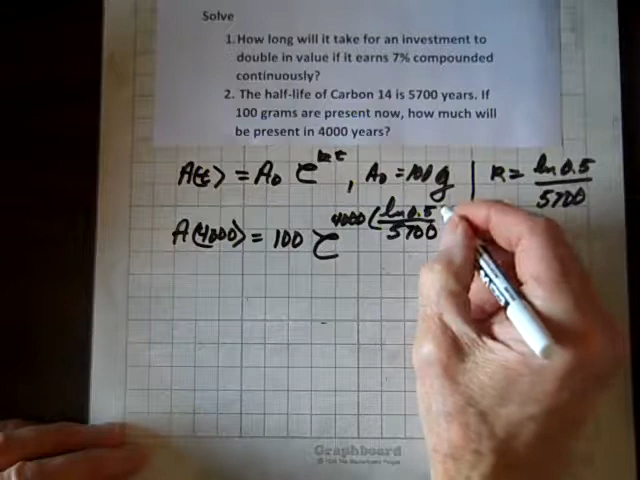 Solve
1. How long will it take for an investment to
double in value if it earns 7% compounded
continuously?
2. The half-life of Carbon 14 is 5700 years. If
100 grams are present now, how much will
be present in 4000 years?
A(t) = A₀ e^kt, A₀ = 100g | k = ln 0.5 / 5700
A(4000) = 100 e^4000 (ln 0.5 / 5700
Graphboard